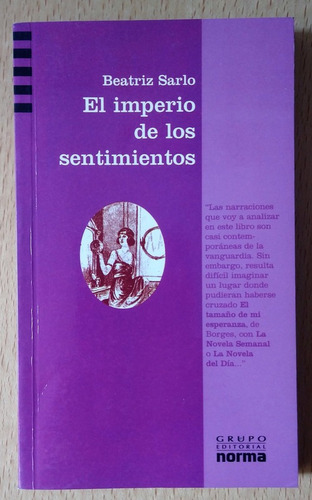 Beatriz Sarlo
El imperio
de los
sentimientos
"Las narraciones
que voy a analizar
en este libro son
casi contem-
poráneas de la
vanguardia. Sin
embargo, resulta
difícil imaginar
un lugar donde
pudieran haberse
cruzado El
tamaño de mi
esperanza, de
Borges, con La
Novela Semanal
o La Novela
del Día..."
GRUPO
EDITORIAL
norma